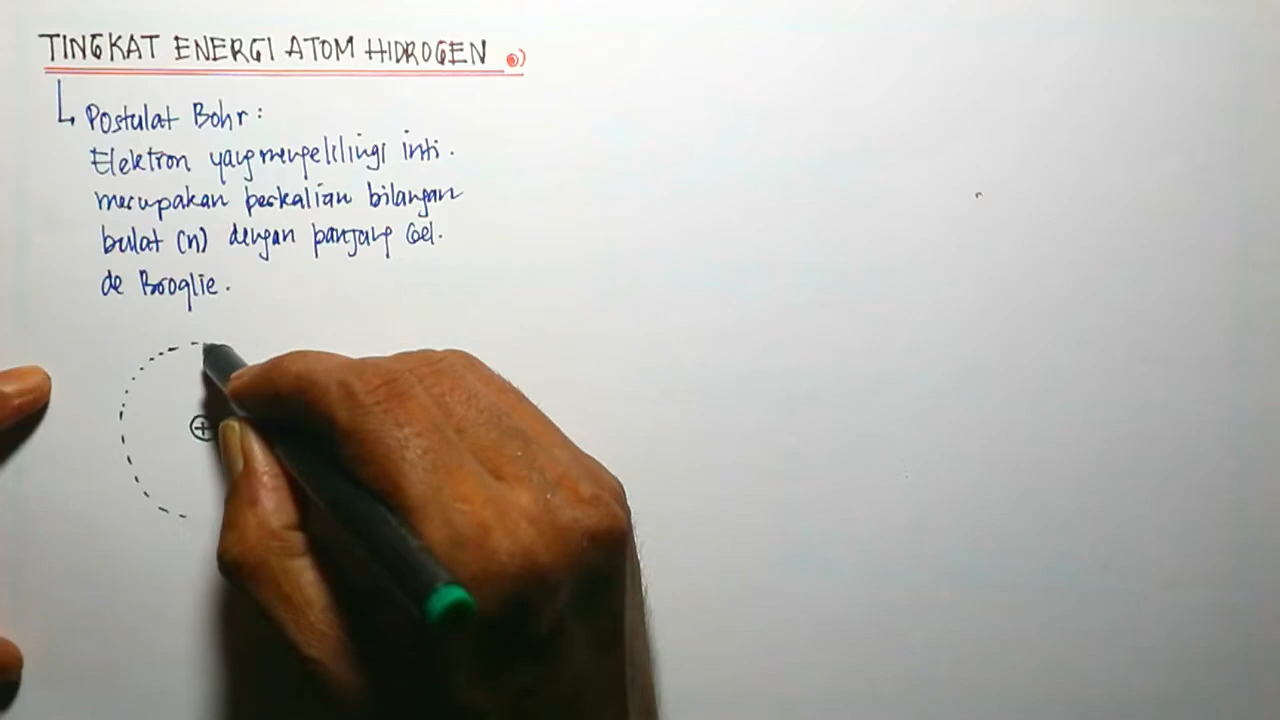 TINGKAT ENERGI ATOM HIDROGEN
Postulat Bohr :
Elektron yang mengelilingi inti.
merupakan perkalian bilangan
bulat (n) dengan panjang Gel.
de Broglie.
+